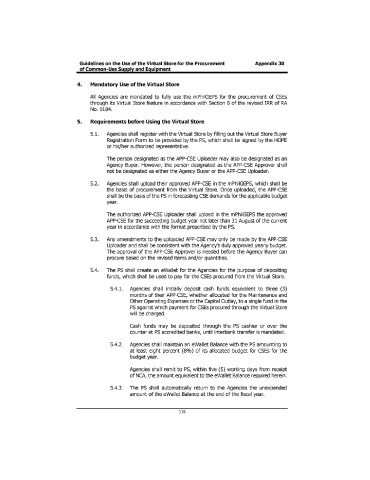 Guidelines on the Use of the Virtual Store for the Procurement Appendix 30
of Common-Use Supply and Equipment
4. Mandatory Use of the Virtual Store
All Agencies are mandated to fully use the mPhilGEPS for the procurement of CSEs
through its Virtual Store feature in accordance with Section 8 of the revised IRR of RA
No. 9184.
5. Requirements before Using the Virtual Store
5.1. Agencies shall register with the Virtual Store by filling out the Virtual Store Buyer
Registration Form to be provided by the PS, which shall be signed by the HOPE
or his/her authorized representative.
The person designated as the APP-CSE Uploader may also be designated as an
Agency Buyer. However, the person designated as the APP-CSE Approver shall
not be designated as either the Agency Buyer or the APP-CSE Uploader.
5.2. Agencies shall upload their approved APP-CSE in the mPhilGEPS, which shall be
the basis of procurement from the Virtual Store. Once uploaded, the APP-CSE
shall be the basis of the PS in forecasting CSE demands for the applicable budget
year.
The authorized APP-CSE Uploader shall upload in the mPhilGEPS the approved
APP-CSE for the succeeding budget year not later than 31 August of the current
year in accordance with the format prescribed by the PS.
5.3. Any amendments to the uploaded APP-CSE may only be made by the APP-CSE
Uploader and shall be consistent with the Agency's duly approved yearly budget.
The approval of the APP-CSE Approver is needed before the Agency Buyer can
procure based on the revised items and/or quantities.
5.4. The PS shall create an eWallet for the Agencies for the purpose of depositing
funds, which shall be used to pay for the CSEs procured from the Virtual Store.
5.4.1. Agencies shall initially deposit cash funds equivalent to three (3)
months of their APP-CSE, whether allocated for the Maintenance and
Other Operating Expenses or the Capital Outlay, to a single fund in the
PS against which payment for CSEs procured through the Virtual Store
will be charged.
Cash funds may be deposited through the PS cashier or over the
counter at PS accredited banks, until interbank transfer is mandated.
5.4.2. Agencies shall maintain an eWallet Balance with the PS amounting to
at least eight percent (8%) of its allocated budget for CSEs for the
budget year.
Agencies shall remit to PS, within five (5) working days from receipt
of NCA, the amount equivalent to the eWallet Balance required herein.
5.4.3. The PS shall automatically return to the Agencies the unexpended
amount of the eWallet Balance at the end of the fiscal year.